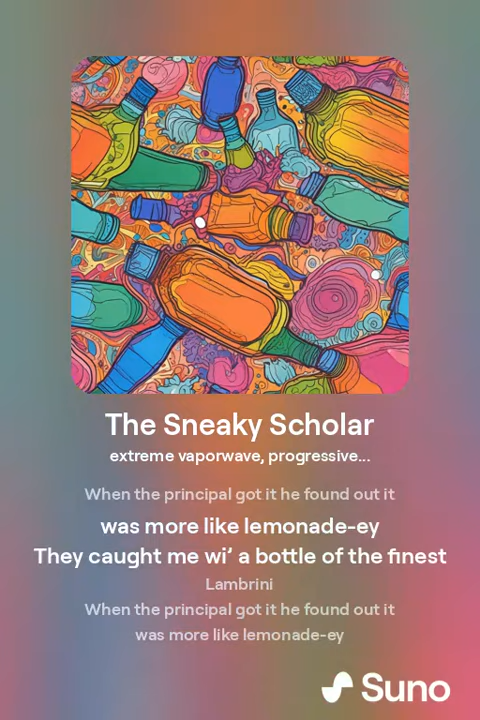 The Sneaky Scholar
extreme vaporwave, progressive...
When the principal got it he found out it
was more like lemonade-ey
They caught me wi’ a bottle of the finest
Lambrini
When the principal got it he found out it
was more like lemonade-ey
Suno